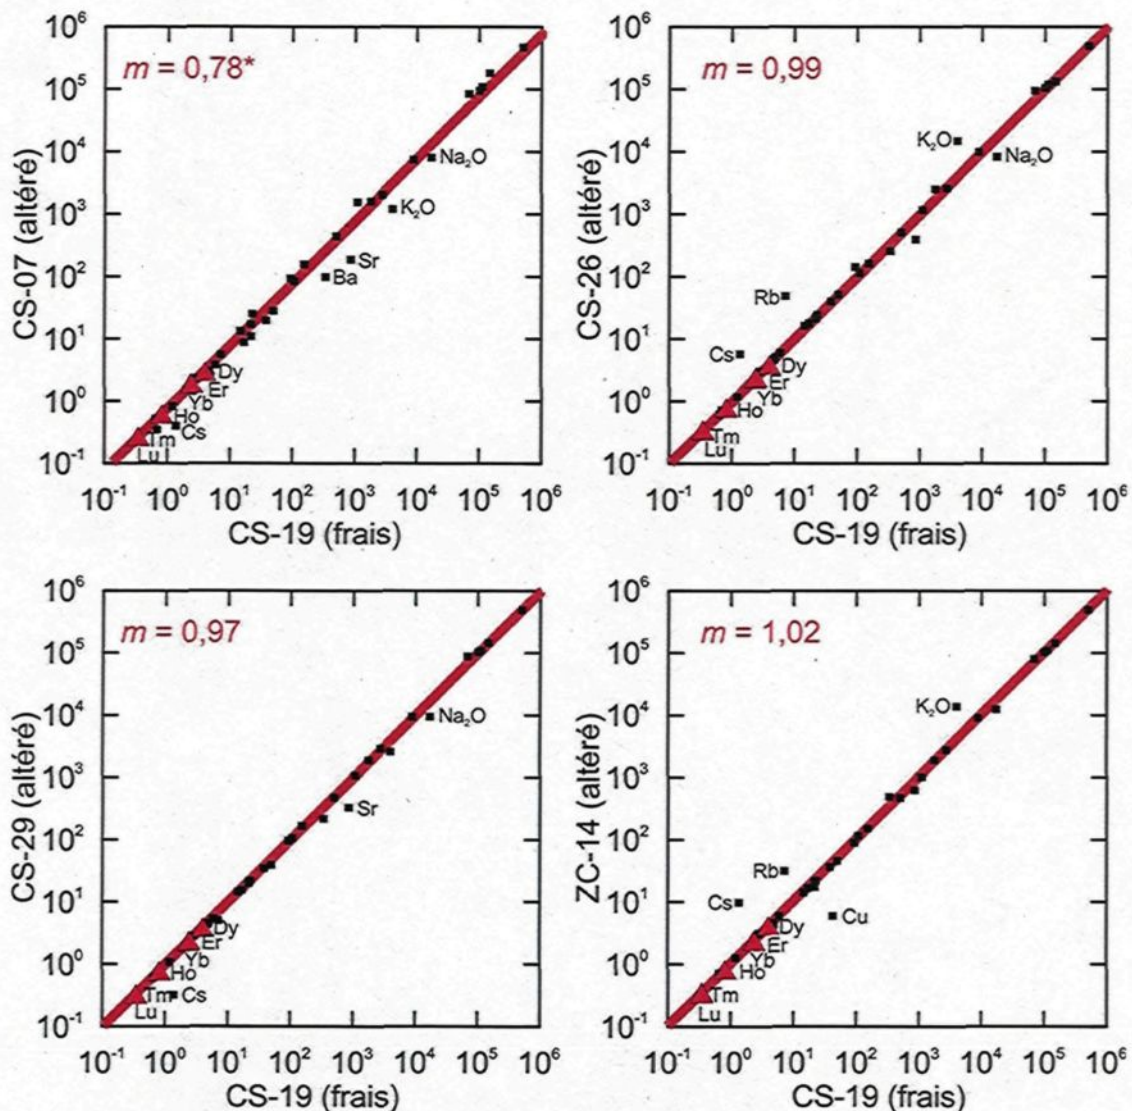 10⁶
10⁵
10⁴
10³
10²
10¹
10⁰
10⁻¹
CS-07 (altéré)
m = 0,78*
Na₂O
K₂O
Sr
Ba
Dy
Er
Yb
Ho
Cs
Tm
Lu
10⁻¹ 10⁰ 10¹ 10² 10³ 10⁴ 10⁵ 10⁶
CS-19 (frais)
10⁶
10⁵
10⁴
10³
10²
10¹
10⁰
10⁻¹
CS-26 (altéré)
m = 0,99
K₂O
Na₂O
Rb
Cs
Dy
Er
Yb
Ho
Tm
Lu
10⁻¹ 10⁰ 10¹ 10² 10³ 10⁴ 10⁵ 10⁶
CS-19 (frais)
10⁶
10⁵
10⁴
10³
10²
10¹
10⁰
10⁻¹
CS-29 (altéré)
m = 0,97
Na₂O
Sr
Dy
Er
Yb
Ho
Tm
Cs
Lu
10⁻¹ 10⁰ 10¹ 10² 10³ 10⁴ 10⁵ 10⁶
CS-19 (frais)
10⁶
10⁵
10⁴
10³
10²
10¹
10⁰
10⁻¹
ZC-14 (altéré)
m = 1,02
K₂O
Rb
Cs
Cu
Dy
Er
Yb
Ho
Tm
Lu
10⁻¹ 10⁰ 10¹ 10² 10³ 10⁴ 10⁵ 10⁶
CS-19 (frais)